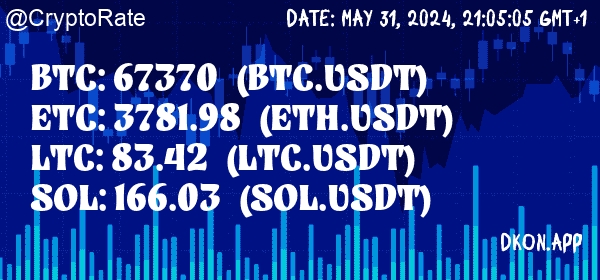 @CryptoRate
DATE: MAY 31, 2024, 21:05:05 GMT+1
BTC: 67370 (BTC.USDT)
ETC: 3781.98 (ETH.USDT)
LTC: 83.42 (LTC.USDT)
SOL: 166.03 (SOL.USDT)
DKON.APP